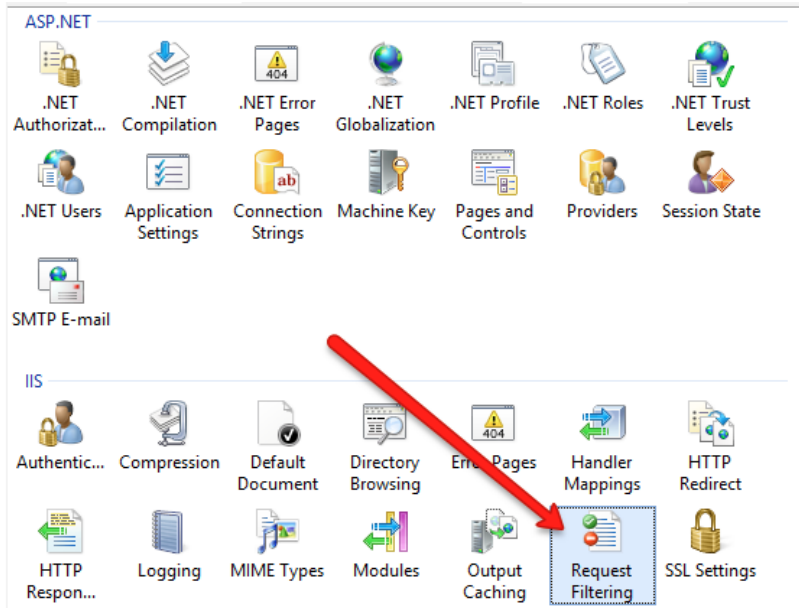 ASP.NET
.NET Authorizat...
.NET Compilation
404
.NET Error Pages
.NET Globalization
.NET Profile
.NET Roles
.NET Trust Levels
.NET Users
Application Settings
ab
Connection Strings
Machine Key
Pages and Controls
Providers
Session State
SMTP E-mail
IIS
Authentic...
Compression
Default Document
Directory Browsing
404
Error Pages
Handler Mappings
HTTP Redirect
HTTP Respon...
Logging
MIME Types
Modules
Output Caching
Request Filtering
SSL Settings